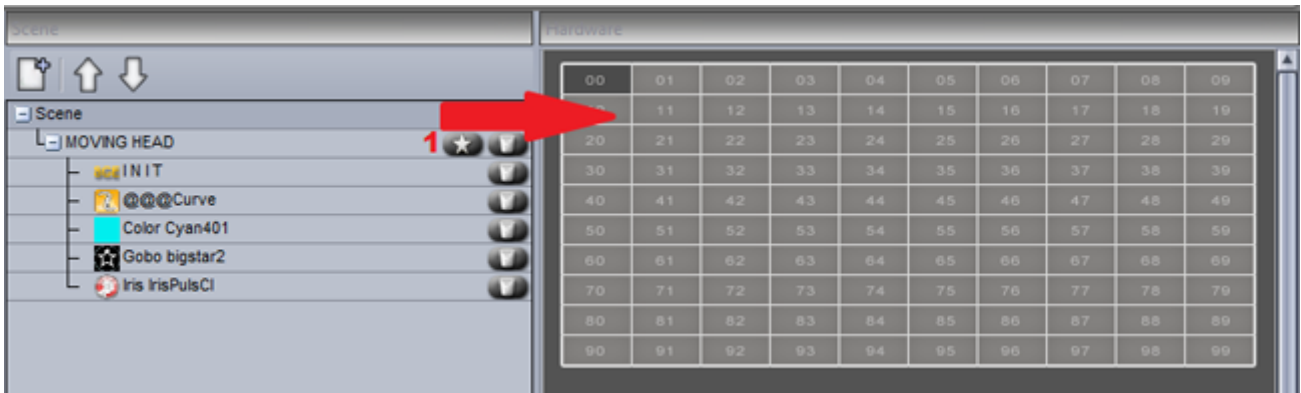 Scene
Hardware
Scene
MOVING HEAD
1
I N I T
@@@Curve
Color Cyan401
Gobo bigstar2
Iris IrisPulsCl
00 01 02 03 04 05 06 07 08 09
11 12 13 14 15 16 17 18 19
20 21 22 23 24 25 26 27 28 29
30 31 32 33 34 35 36 37 38 39
40 41 42 43 44 45 46 47 48 49
50 51 52 53 54 55 56 57 58 59
60 61 62 63 64 65 66 67 68 69
70 71 72 73 74 75 76 77 78 79
80 81 82 83 84 85 86 87 88 89
90 91 92 93 94 95 96 97 98 99